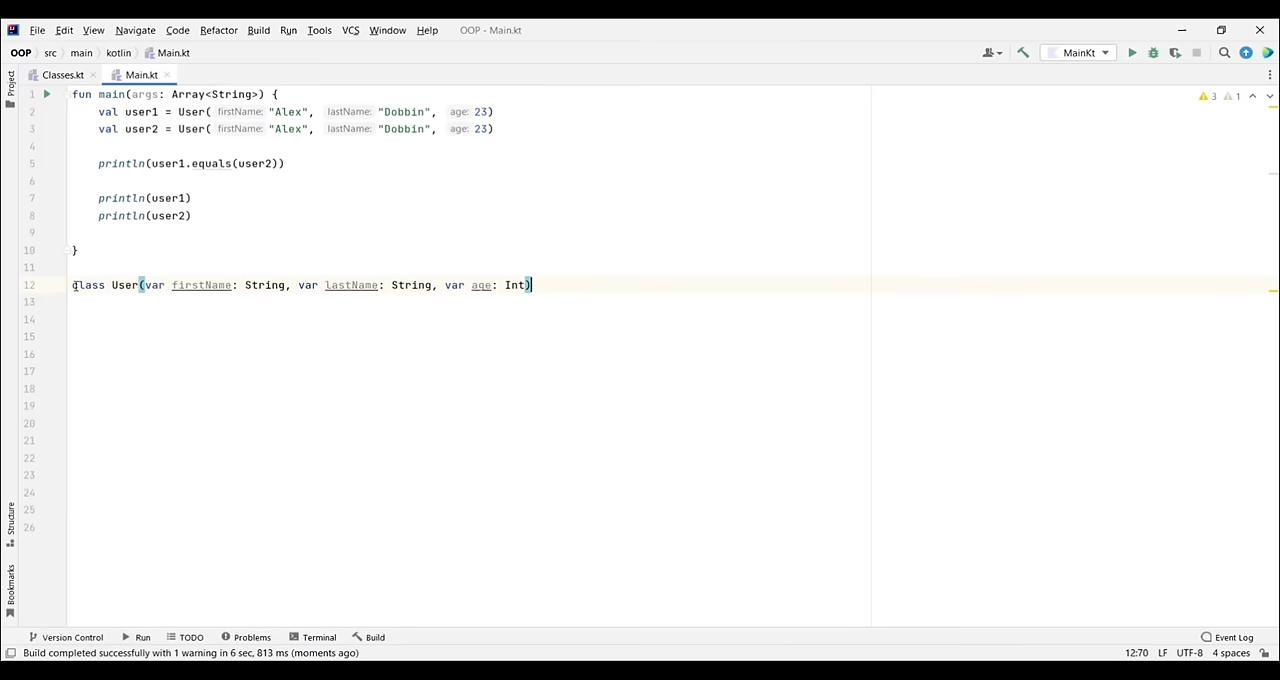 File Edit View Navigate Code Refactor Build Run Tools VCS Window Help OOP - Main.kt
OOP src main kotlin Main.kt MainKt
Project
Classes.kt Main.kt
1 fun main(args: Array<String>) { 3 1
2 val user1 = User( firstName: "Alex", lastName: "Dobbin", age: 23)
3 val user2 = User( firstName: "Alex", lastName: "Dobbin", age: 23)
4
5 println(user1.equals(user2))
6
7 println(user1)
8 println(user2)
9
10 }
11
12 class User(var firstName: String, var lastName: String, var age: Int)
13
14
15
16
17
18
19
20
21
22
23
24
25
26
Structure
Bookmarks
Version Control Run TODO Problems Terminal Build Event Log
Build completed successfully with 1 warning in 6 sec, 813 ms (moments ago) 12:70 LF UTF-8 4 spaces